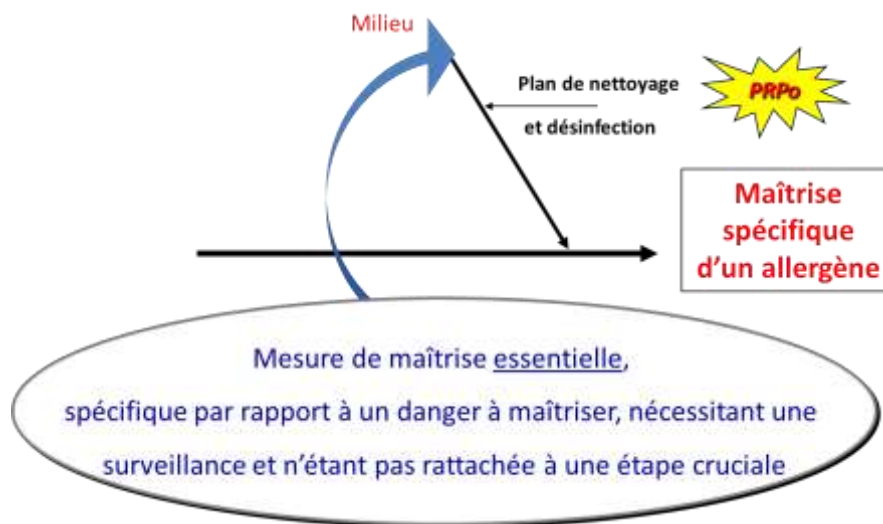 Milieu
Plan de nettoyage
et désinfection
PRPo
Maîtrise
spécifique
d'un allergène
Mesure de maîtrise essentielle,
spécifique par rapport à un danger à maîtriser, nécessitant une
surveillance et n'étant pas rattachée à une étape cruciale